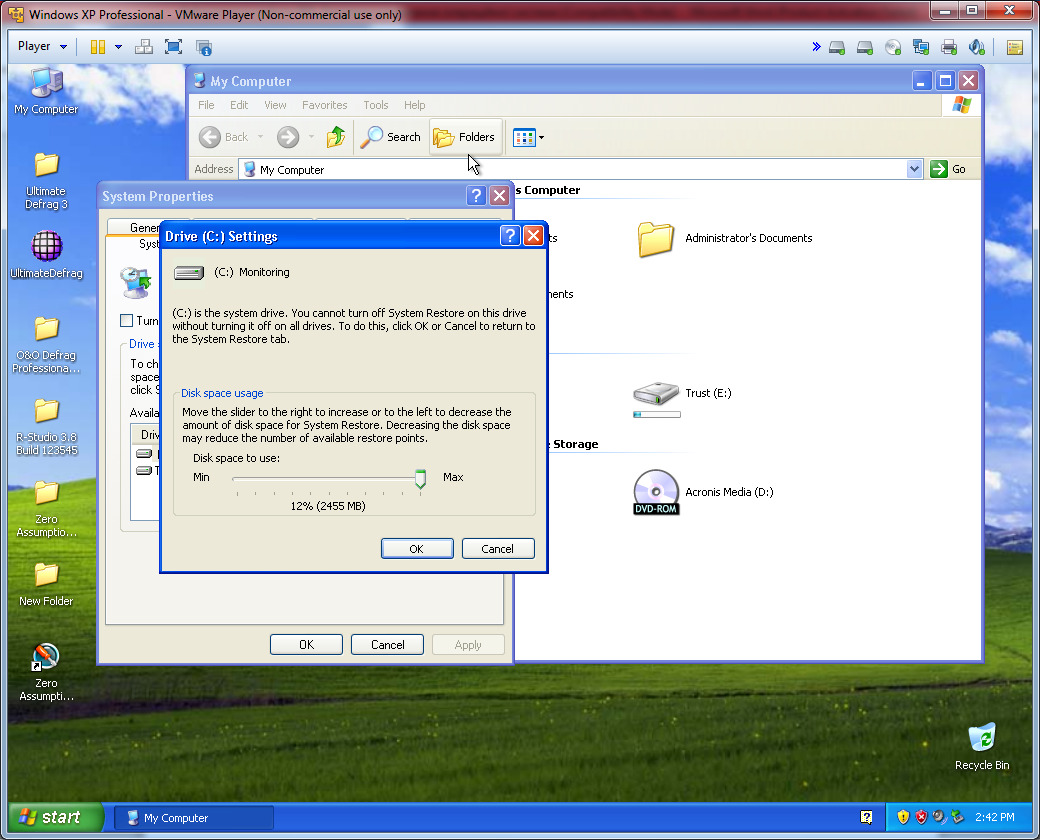 Windows XP Professional - VMware Player (Non-commercial use only)
Player
My Computer
File Edit View Favorites Tools Help
Back Search Folders
Address My Computer Go
My Computer
Ultimate
Defrag 3
UltimateDefrag
O&O Defrag
Professiona...
R-Studio 3.8
Build 123545
Zero
Assumptio...
New Folder
Zero
Assumpti...
s Computer
Administrator's Documents
Trust (E:)
Storage
Acronis Media (D:)
DVD-ROM
System Properties
Gener
Syst
Turn
Drive
To ch
space
click S
Availa
Driv
Drive (C:) Settings
(C:) Monitoring
(C:) is the system drive. You cannot turn off System Restore on this drive
without turning it off on all drives. To do this, click OK or Cancel to return to
the System Restore tab.
Disk space usage
Move the slider to the right to increase or to the left to decrease the
amount of disk space for System Restore. Decreasing the disk space
may reduce the number of available restore points.
Disk space to use:
Min Max
12% (2455 MB)
OK Cancel
OK Cancel Apply
Recycle Bin
start My Computer 2:42 PM